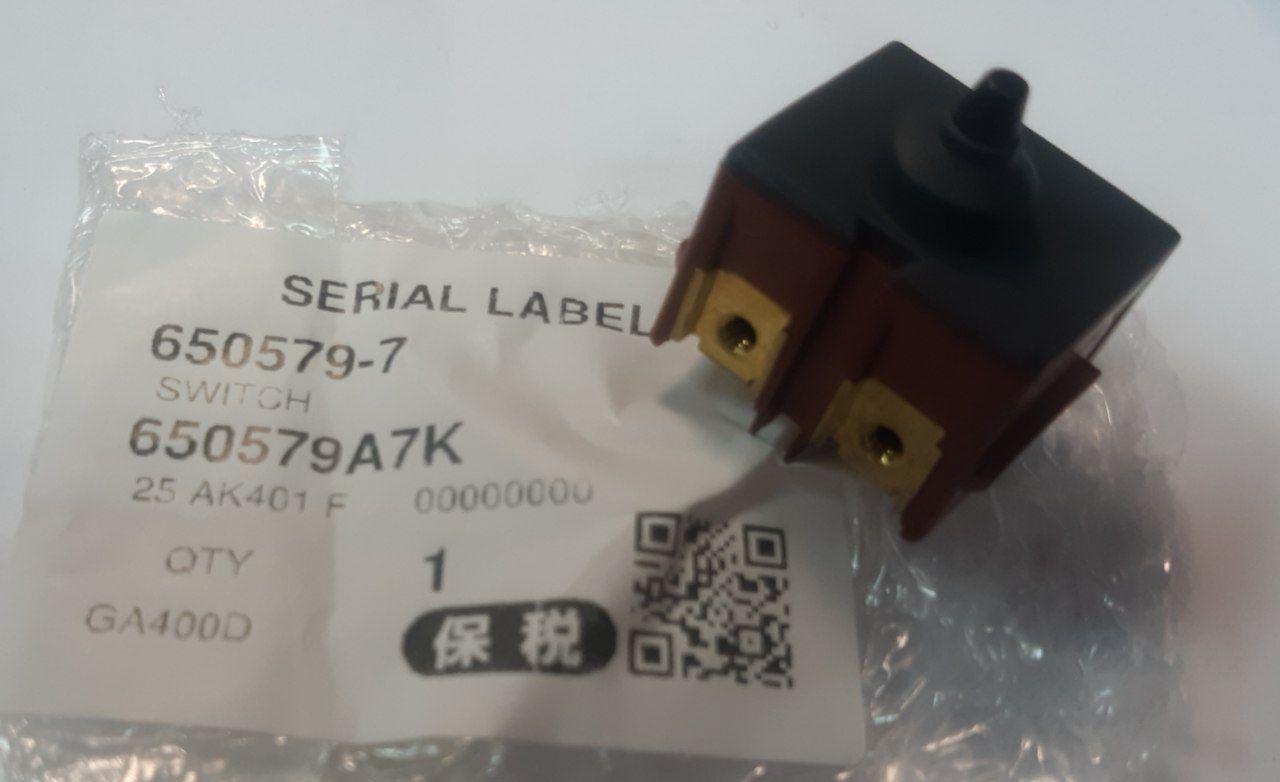 SERIAL LABEL
650579-7
SWITCH
650579A7K
25 AK401 F 00000000
QTY 1
GA400D 保税